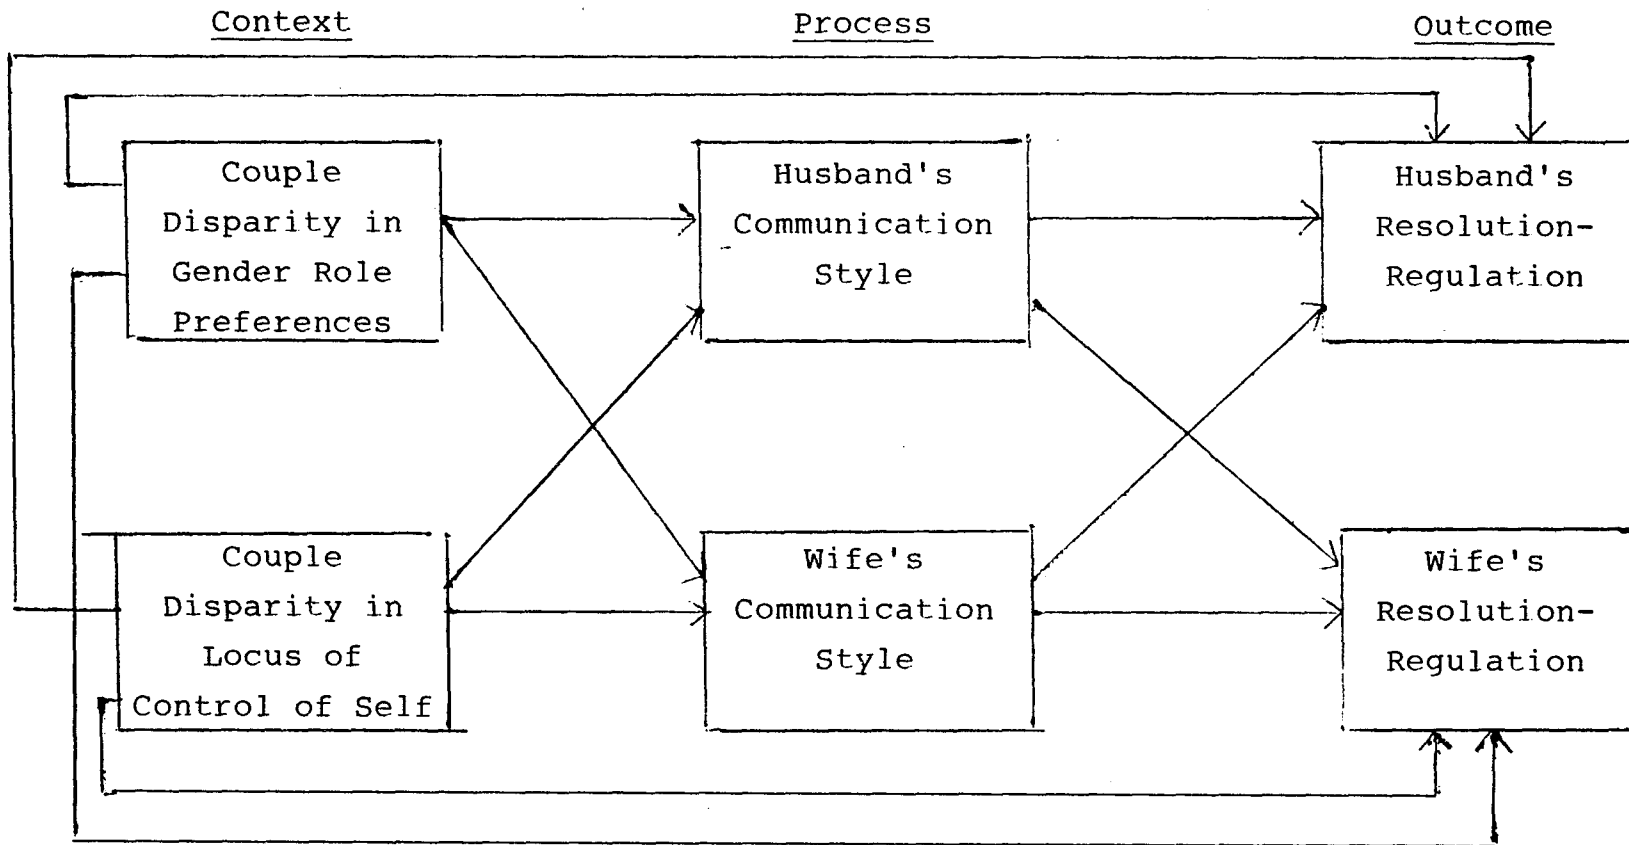 Context
Process
Outcome
Couple
Disparity in
Gender Role
Preferences
Husband's
Communication
Style
Husband's
Resolution-
Regulation
Couple
Disparity in
Locus of
Control of Self
Wife's
Communication
Style
Wife's
Resolution-
Regulation